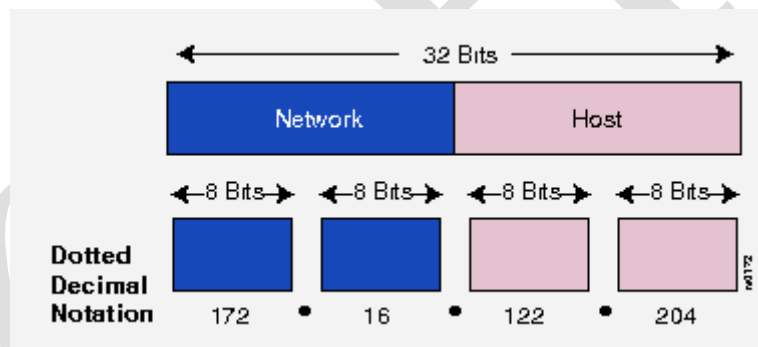 32 Bits
Network Host
8 Bits 8 Bits 8 Bits 8 Bits
Dotted
Decimal
Notation 172 • 16 • 122 • 204